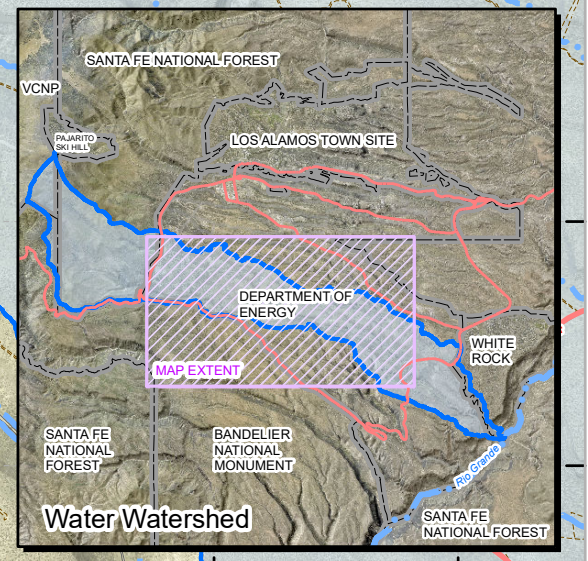 SANTA FE NATIONAL FOREST
VCNP
PAJARITO
SKI HILL
LOS ALAMOS TOWN SITE
DEPARTMENT OF
ENERGY
WHITE
ROCK
MAP EXTENT
SANTA FE
NATIONAL
FOREST
BANDELIER
NATIONAL
MONUMENT
Rio Grande
Water Watershed
SANTA FE
NATIONAL FOREST